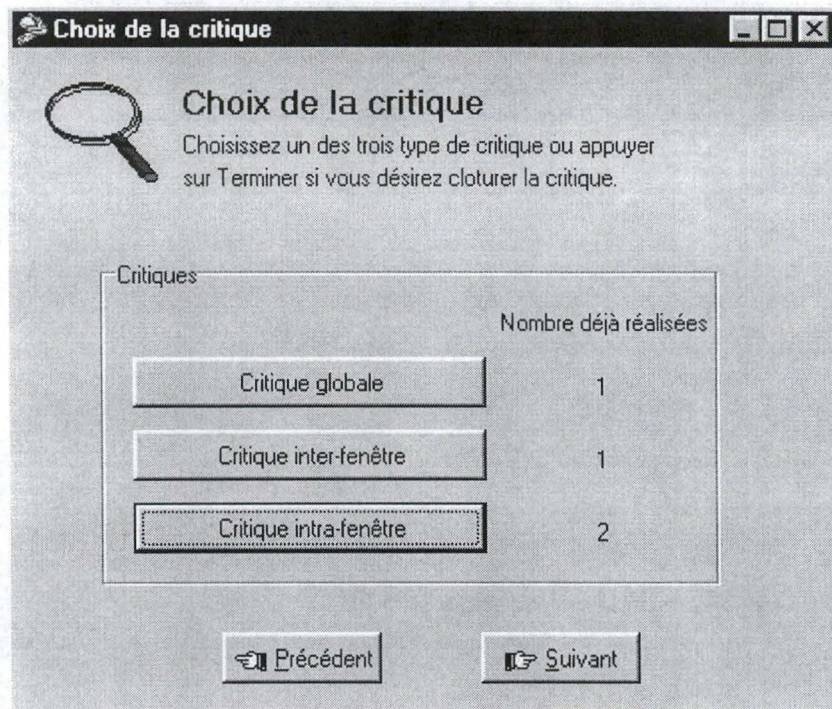 Choix de la critique
Choix de la critique
Choisissez un des trois type de critique ou appuyer
sur Terminer si vous désirez cloturer la critique.
Critiques
Nombre déjà réalisées
Critique globale 1
Critique inter-fenêtre 1
Critique intra-fenêtre 2
Précédent Suivant